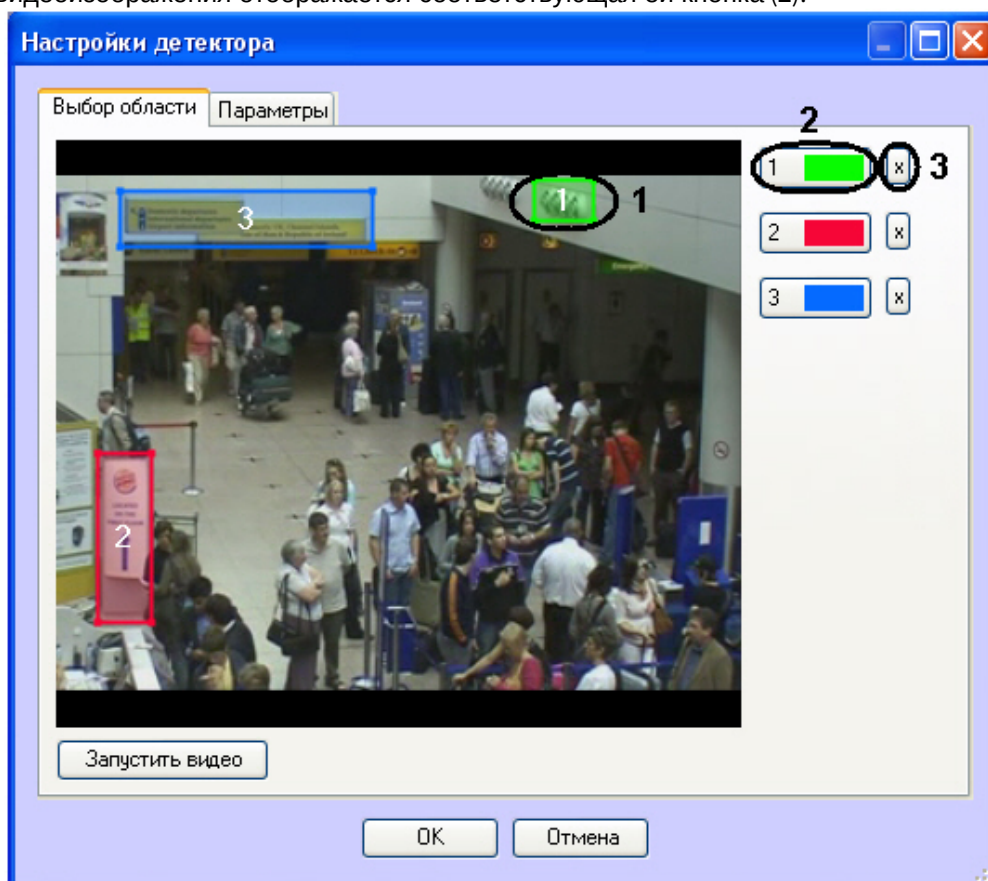 видеоизображения отображается соответствующая ей кнопка (2).
Настройки детектора
Выбор области Параметры
2
1 x 3
1 1
3
2 x
3 x
2
Запустить видео
OK Отмена